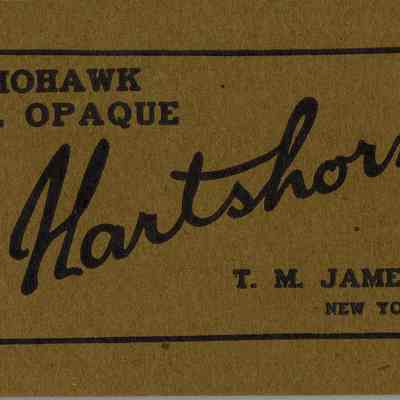 MOHAWK
. OPAQUE
Hartshor
T. M. JAME
NEW YO